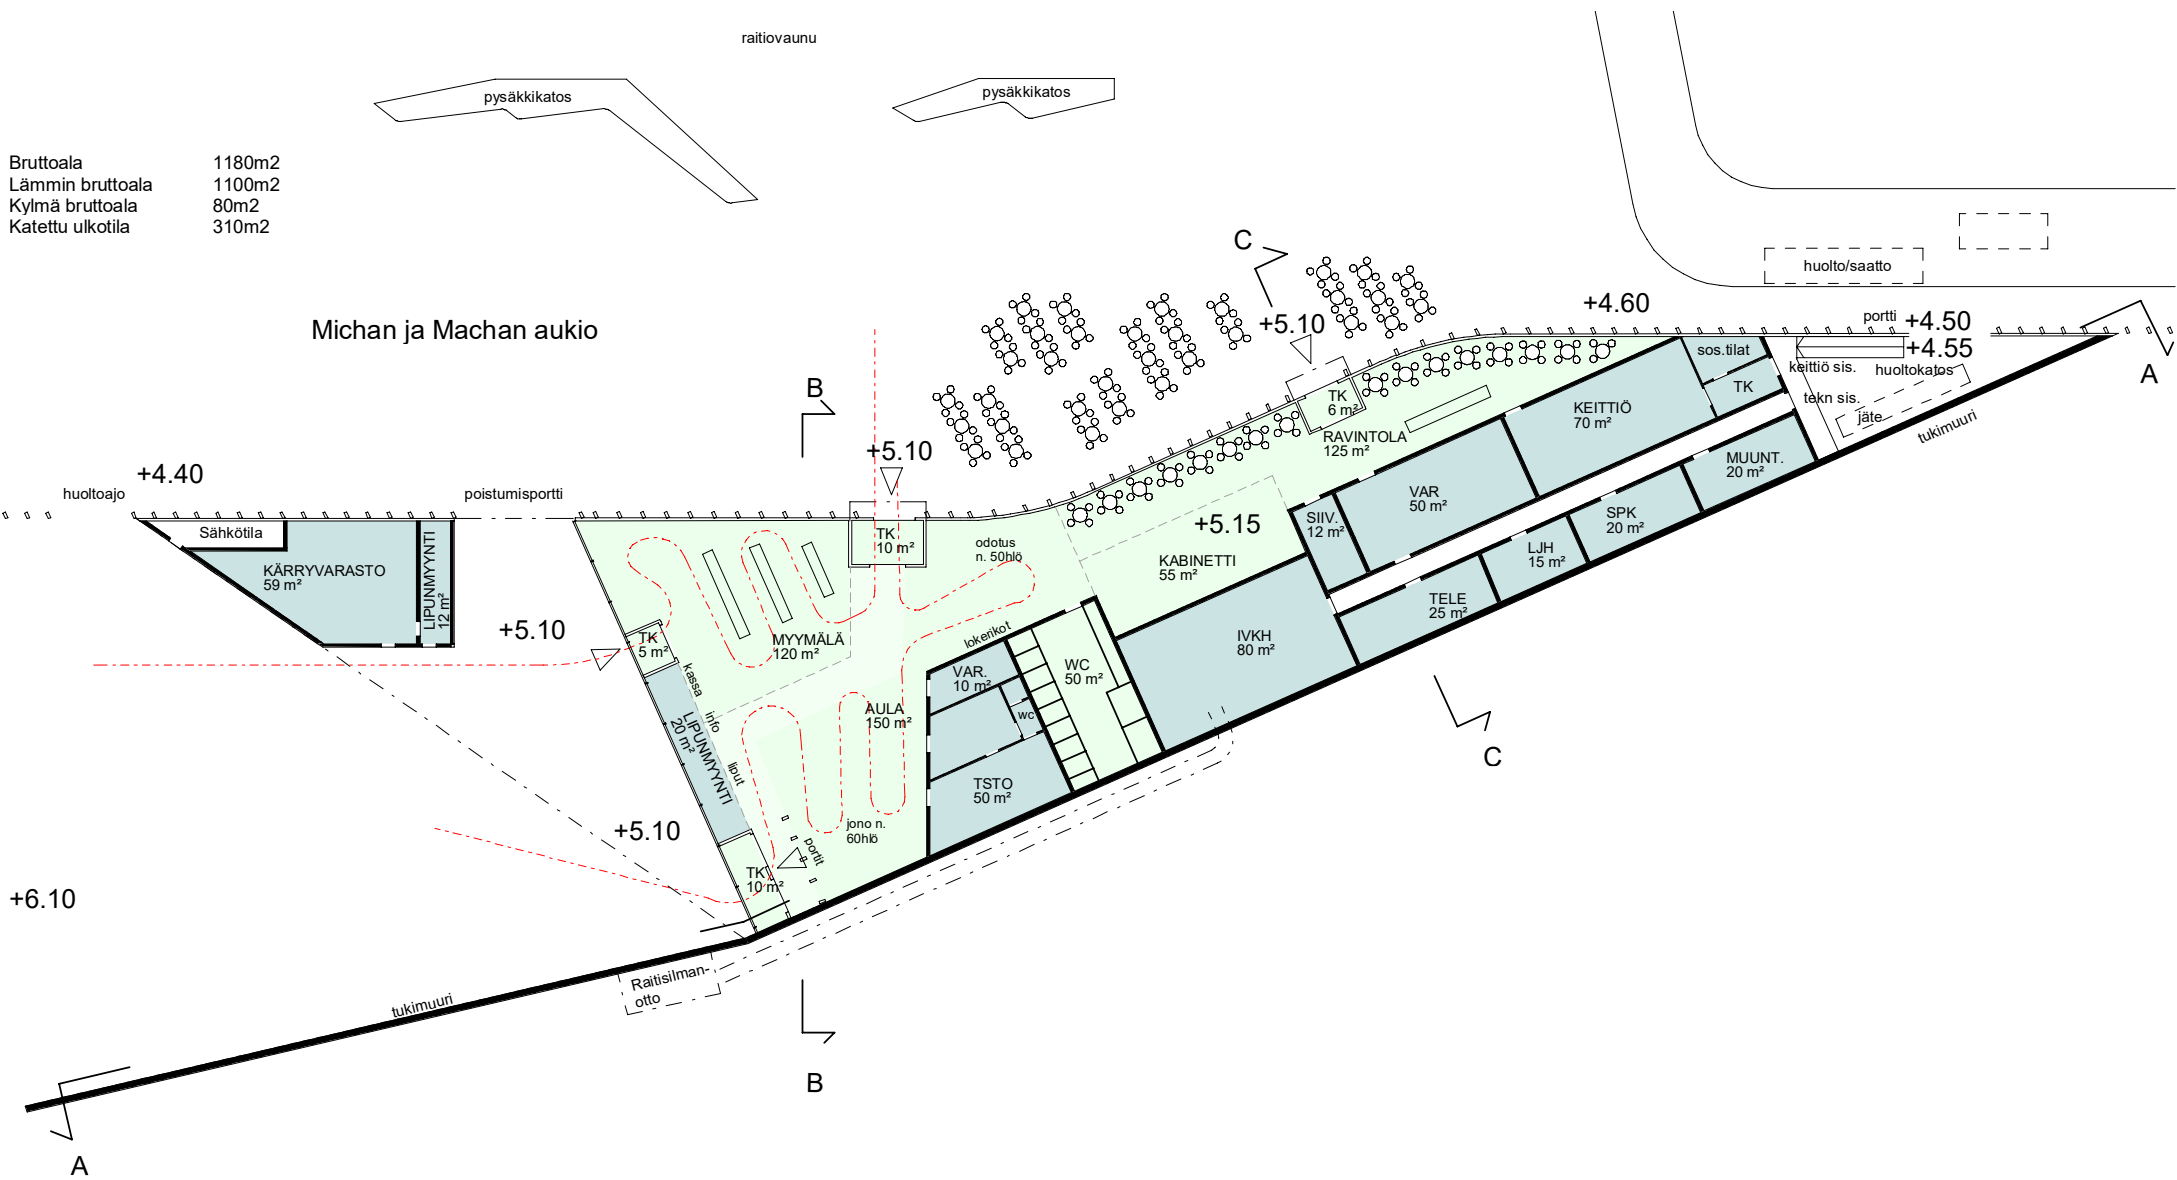 raitiovaunu
pysäkkikatos
pysäkkikatos
Bruttoala 1180m2
Lämmin bruttoala 1100m2
Kylmä bruttoala 80m2
Katettu ulkotila 310m2
C
huolto/saatto
+4.60
portti
+4.50
+4.55
Michan ja Machan aukio
+5.10
sos.tilat
keittiö sis.
huoltokatos
A
B
TK
6 m²
TK
tekn sis.
jäte
tukimuuri
KEITTIÖ
70 m²
RAVINTOLA
125 m²
+5.10
+4.40
huoltoajo
poistumisportti
MUUNT.
20 m²
VAR
50 m²
SPK
20 m²
SIIV.
12 m²
+5.15
Sähkötila
LIPUNMYYNTI
12 m²
TK
10 m²
odotus
n. 50hlö
LJH
15 m²
KABINETTI
55 m²
KÄRRYVARASTO
59 m²
TELE
25 m²
+5.10
TK
5 m²
MYYMÄLÄ
120 m²
lokerikot
IVKH
80 m²
kassa
VAR.
10 m²
WC
50 m²
info
LIPUNMYYNTI
20 m²
AULA
150 m²
wc
liput
C
TSTO
50 m²
+5.10
jono n.
60hlö
portit
TK
10 m²
+6.10
Raitisilman-
otto
tukimuuri
B
A